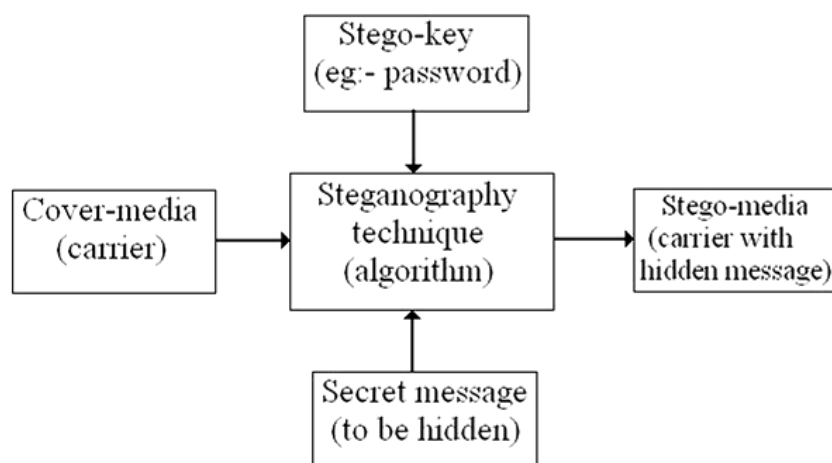 Stego-key
(eg:- password)
Cover-media
(carrier)
Steganography
technique
(algorithm)
Stego-media
(carrier with
hidden message)
Secret message
(to be hidden)